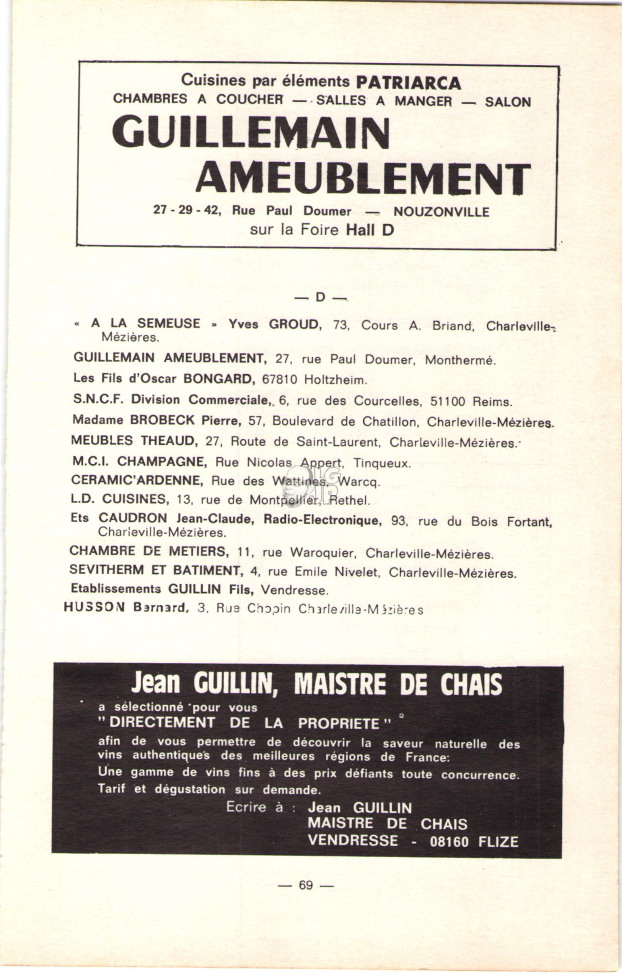 Cuisines par éléments PATRIARCA
CHAMBRES A COUCHER — SALLES A MANGER — SALON
GUILLEMAIN
AMEUBLEMENT
27 - 29 - 42, Rue Paul Doumer — NOUZONVILLE
sur la Foire Hall D
— D —
« A LA SEMEUSE » Yves GROUD, 73, Cours A. Briand, Charleville-
Mézières.
GUILLEMAIN AMEUBLEMENT, 27, rue Paul Doumer, Monthermé.
Les Fils d'Oscar BONGARD, 67810 Holtzheim.
S.N.C.F. Division Commerciale, 6, rue des Courcelles, 51100 Reims.
Madame BROBECK Pierre, 57, Boulevard de Chatillon, Charleville-Mézières.
MEUBLES THEAUD, 27, Route de Saint-Laurent, Charleville-Mézières.
M.C.I. CHAMPAGNE, Rue Nicolas Appert, Tinqueux.
CERAMIC'ARDENNE, Rue des Wattines, Warcq.
L.D. CUISINES, 13, rue de Montpellier, Rethel.
Ets CAUDRON Jean-Claude, Radio-Electronique, 93, rue du Bois Fortant,
Charleville-Mézières.
CHAMBRE DE METIERS, 11, rue Waroquier, Charleville-Mézières.
SEVITHERM ET BATIMENT, 4, rue Emile Nivelet, Charleville-Mézières.
Etablissements GUILLIN Fils, Vendresse.
HUSSON Bernard, 3, Rue Chopin Charleville-Mézières
Jean GUILLIN, MAISTRE DE CHAIS
a sélectionné pour vous
"DIRECTEMENT DE LA PROPRIETE"
afin de vous permettre de découvrir la saveur naturelle des
vins authentiques des meilleures régions de France:
Une gamme de vins fins à des prix défiants toute concurrence.
Tarif et dégustation sur demande.
Ecrire à : Jean GUILLIN
MAISTRE DE CHAIS
VENDRESSE - 08160 FLIZE
— 69 —